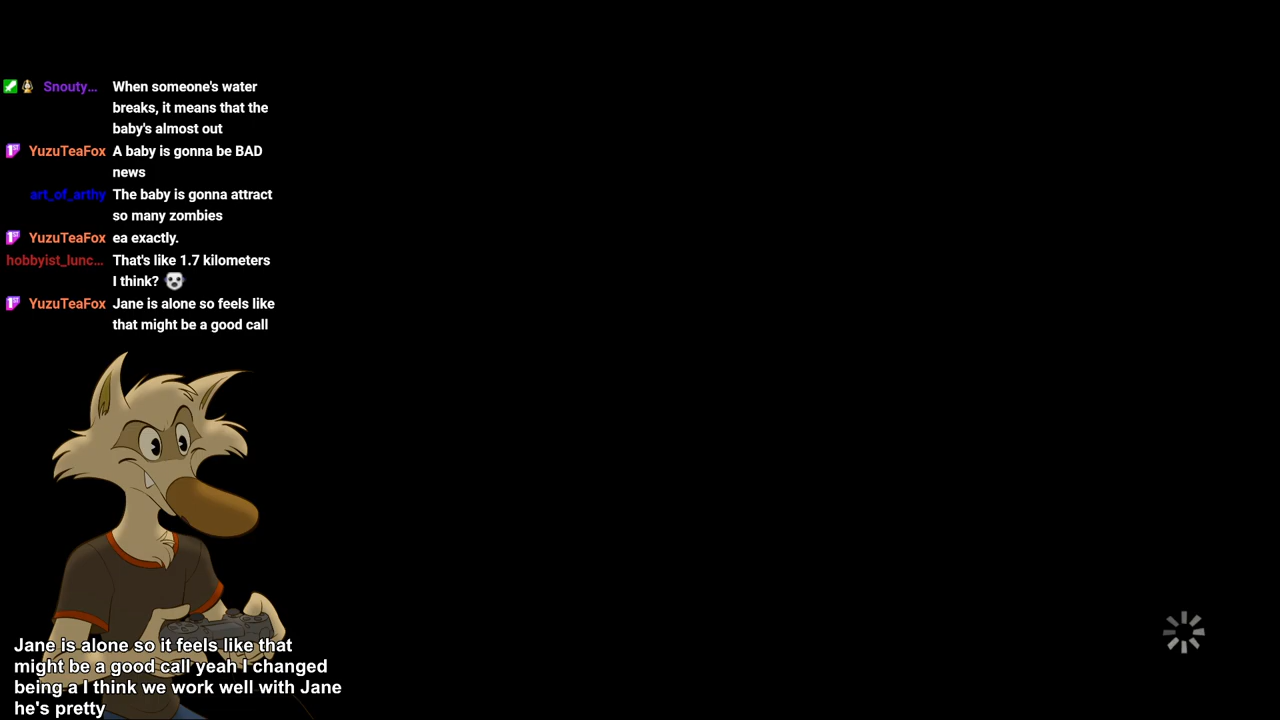 Snouty... When someone's water
breaks, it means that the
baby's almost out
YuzuTeaFox A baby is gonna be BAD
news
art_of_arthy The baby is gonna attract
so many zombies
YuzuTeaFox ea exactly.
hobbyist_lunc... That's like 1.7 kilometers
I think?
YuzuTeaFox Jane is alone so feels like
that might be a good call
Jane is alone so it feels like that
might be a good call yeah I changed
being a I think we work well with Jane
he's pretty